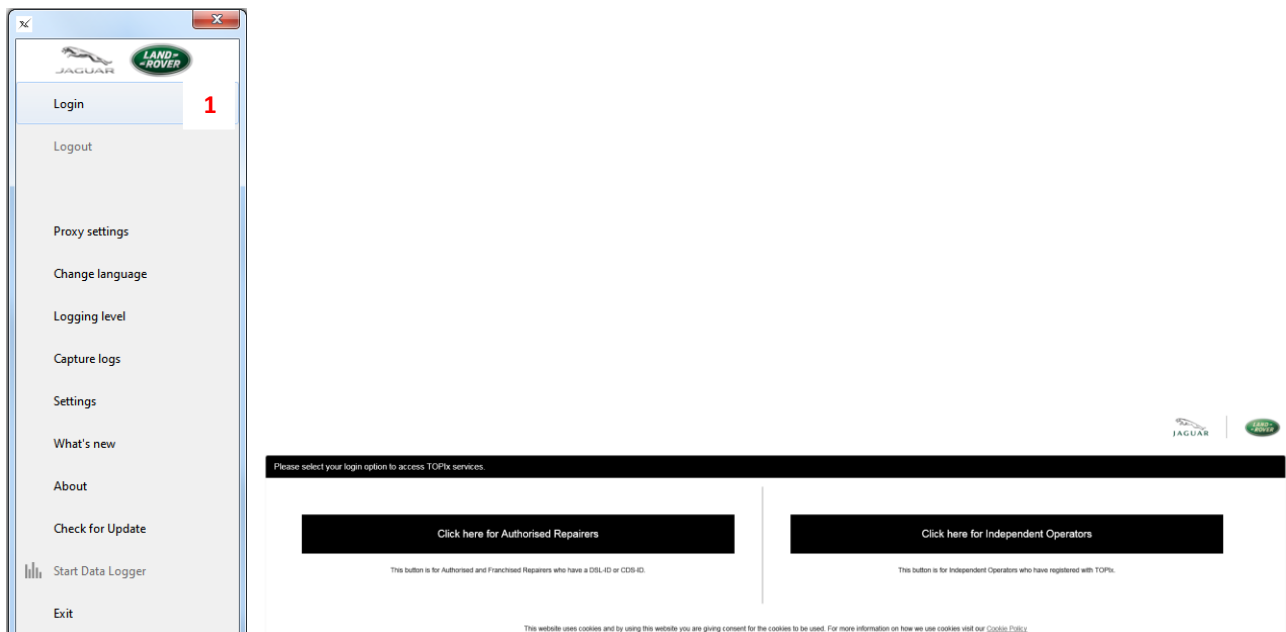 JAGUAR
LAND-
-ROVER
Login
1
Logout
Proxy settings
Change language
Logging level
Capture logs
Settings
What's new
About
Check for Update
Start Data Logger
Exit
JAGUAR
LAND-
-ROVER
Please select your login option to access TOPIx services.
Click here for Authorised Repairers
Click here for Independent Operators
This button is for Authorised and Franchised Repairers who have a DSL-ID or CDS-ID.
This button is for Independent Operators who have registered with TOPIx.
This website uses cookies and by using this website you are giving consent for the cookies to be used. For more information on how we use cookies visit our Cookie Policy